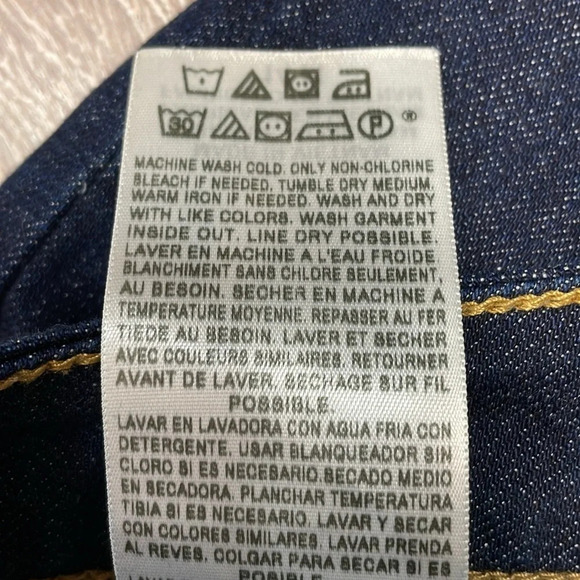 30 P ®
MACHINE WASH COLD. ONLY NON-CHLORINE
BLEACH IF NEEDED. TUMBLE DRY MEDIUM.
WARM IRON IF NEEDED. WASH AND DRY
WITH LIKE COLORS. WASH GARMENT
INSIDE OUT. LINE DRY POSSIBLE.
LAVER EN MACHINE A L'EAU FROIDE
BLANCHIMENT SANS CHLORE SEULEMENT,
AU BESOIN. SECHER EN MACHINE A
TEMPERATURE MOYENNE. REPASSER AU FER
TIEDE AU BESOIN. LAVER ET SECHER
AVEC COULEURS SIMILAIRES. RETOURNER
AVANT DE LAVER. SECHAGE SUR FIL
POSSIBLE.
LAVAR EN LAVADORA CON AGUA FRIA CON
DETERGENTE. USAR BLANQUEADOR SIN
CLORO SI ES NECESARIO.SECADO MEDIO
EN SECADORA. PLANCHAR TEMPERATURA
TIBIA SI ES NECESARIO. LAVAR Y SECAR
CON COLORES SIMILARES. LAVAR PRENDA
AL REVES. COLGAR PARA SECAR SI ES
POSIBLE